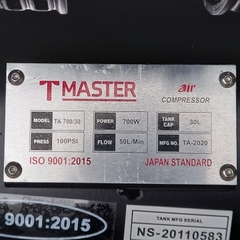 TMASTER Air COMPRESSOR
MODEL TA 700/30 POWER 700W TANK CAP 30L
PRESS 100PSI FLOW 50L/Min MFG NO. TA-2020
ISO 9001:2015 JAPAN STANDARD
9001:2015
TANK MFG SERIAL
NS-20110583